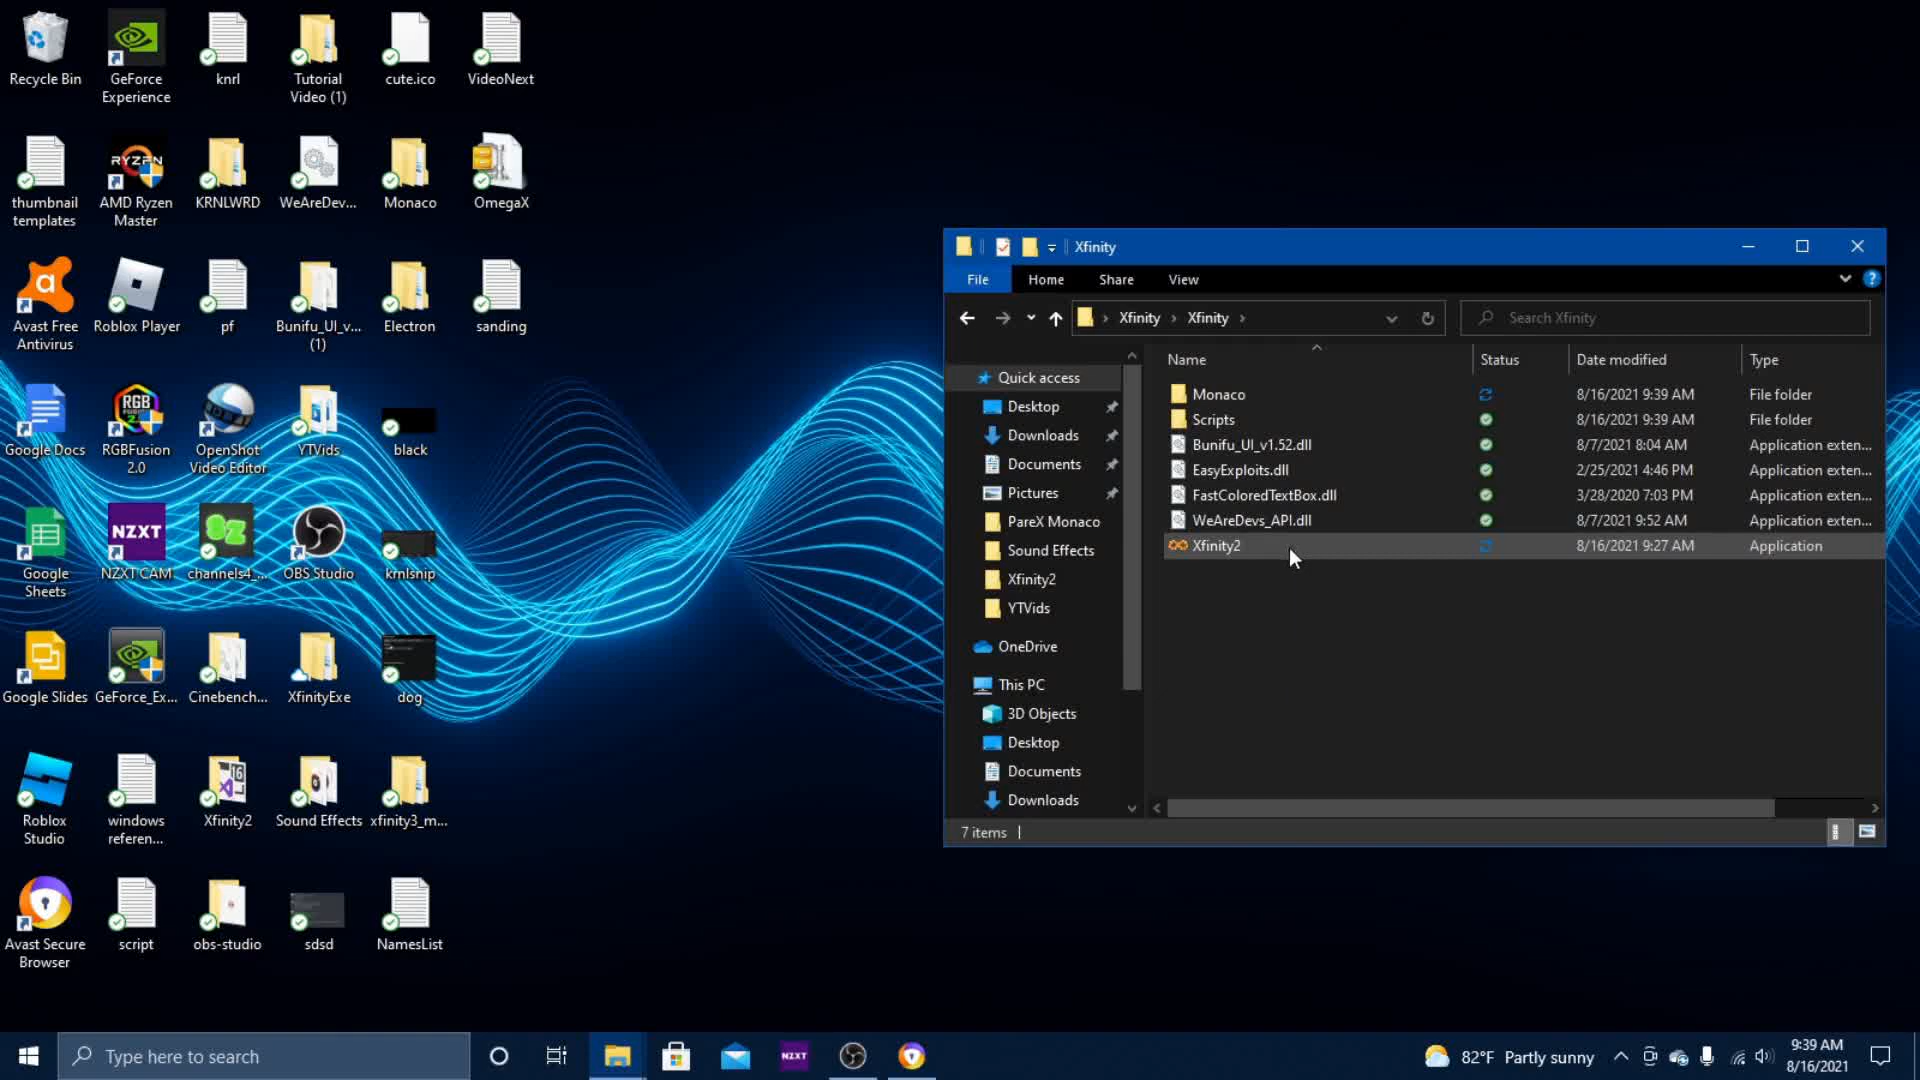 Recycle Bin
GeForce Experience
knrl
Tutorial Video (1)
cute.ico
VideoNext
thumbnail templates
RYZEN
AMD Ryzen Master
KRNLWRD
WeAreDev...
Monaco
OmegaX
Avast Free Antivirus
Roblox Player
pf
Bunifu_UI_v... (1)
Electron
sanding
Google Docs
RGB
RGBFusion 2.0
OpenShot Video Editor
YTVids
black
Google Sheets
NZXT
NZXT CAM
channels4_...
OBS Studio
krnlsnip
Google Slides
GeForce_Ex...
Cinebench...
XfinityExe
dog
Roblox Studio
windows referen...
Xfinity2
Sound Effects
xfinity3_m...
Avast Secure Browser
script
obs-studio
sdsd
NamesList
Xfinity
File Home Share View
Xfinity Xfinity
Search Xfinity
Name Status Date modified Type
Quick access
Desktop
Downloads
Documents
Pictures
PareX Monaco
Sound Effects
Xfinity2
YTVids
OneDrive
This PC
3D Objects
Desktop
Documents
Downloads
Monaco 8/16/2021 9:39 AM File folder
Scripts 8/16/2021 9:39 AM File folder
Bunifu_UI_v1.52.dll 8/7/2021 8:04 AM Application exten...
EasyExploits.dll 2/25/2021 4:46 PM Application exten...
FastColoredTextBox.dll 3/28/2020 7:03 PM Application exten...
WeAreDevs_API.dll 8/7/2021 9:52 AM Application exten...
Xfinity2 8/16/2021 9:27 AM Application
7 items
Type here to search
NZXT
82°F Partly sunny
9:39 AM
8/16/2021